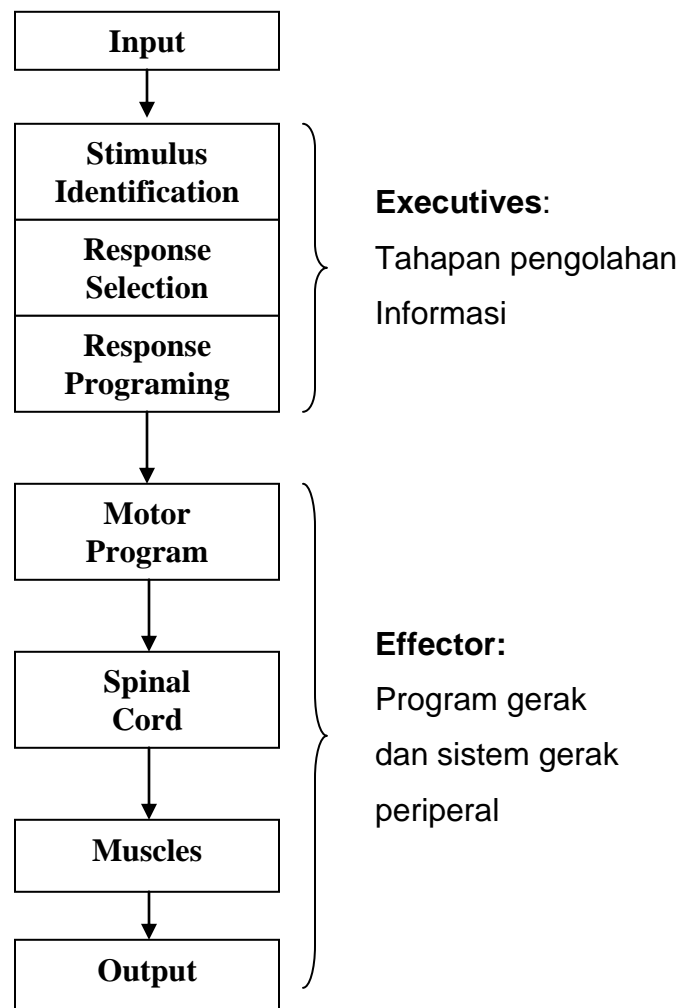 Input
Stimulus
Identification
Response
Selection
Response
Programing
Executives:
Tahapan pengolahan
Informasi
Motor
Program
Spinal
Cord
Muscles
Output
Effector:
Program gerak
dan sistem gerak
periperal